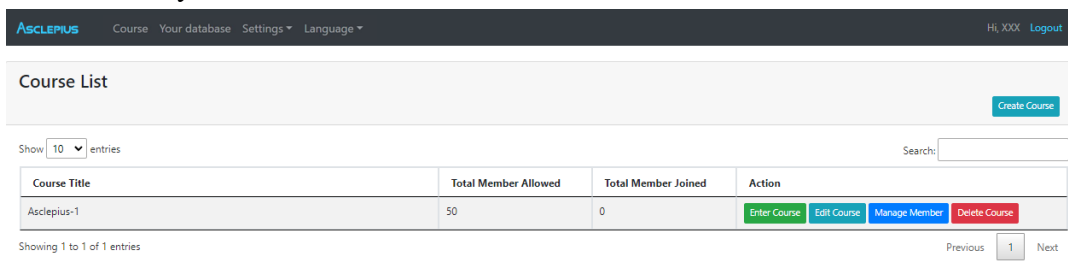 ASCLEPIUS Course Your database Settings Language Hi, XXX Logout
Course List
Create Course
Show 10 entries Search:
Course Title Total Member Allowed Total Member Joined Action
Asclepius-1 50 0 Enter Course Edit Course Manage Member Delete Course
Showing 1 to 1 of 1 entries Previous 1 Next